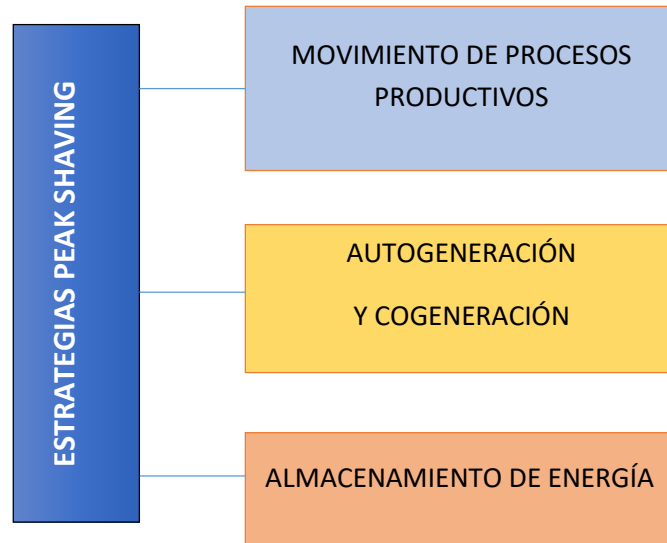 ESTRATEGIAS PEAK SHAVING
MOVIMIENTO DE PROCESOS
PRODUCTIVOS
AUTOGENERACIÓN
Y COGENERACIÓN
ALMACENAMIENTO DE ENERGÍA